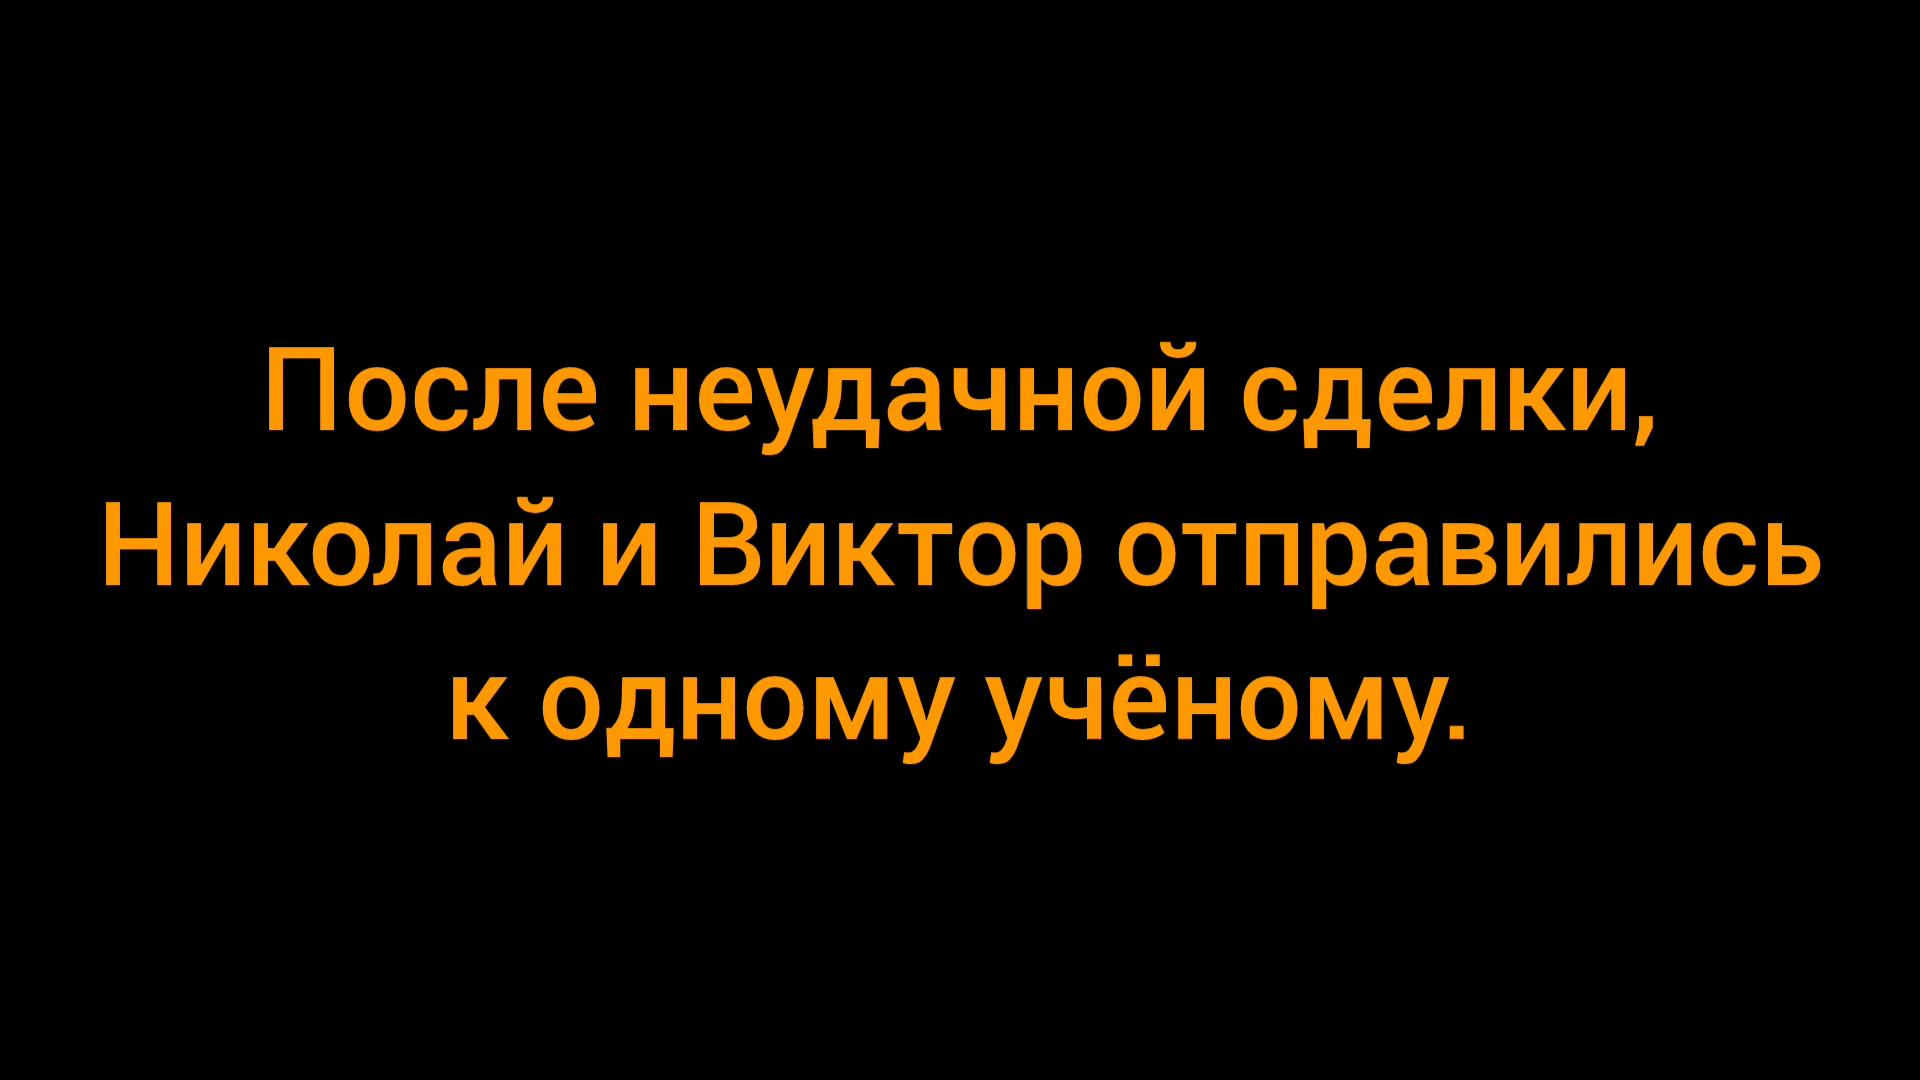 После неудачной сделки,
Николай и Виктор отправились
к одному учёному.